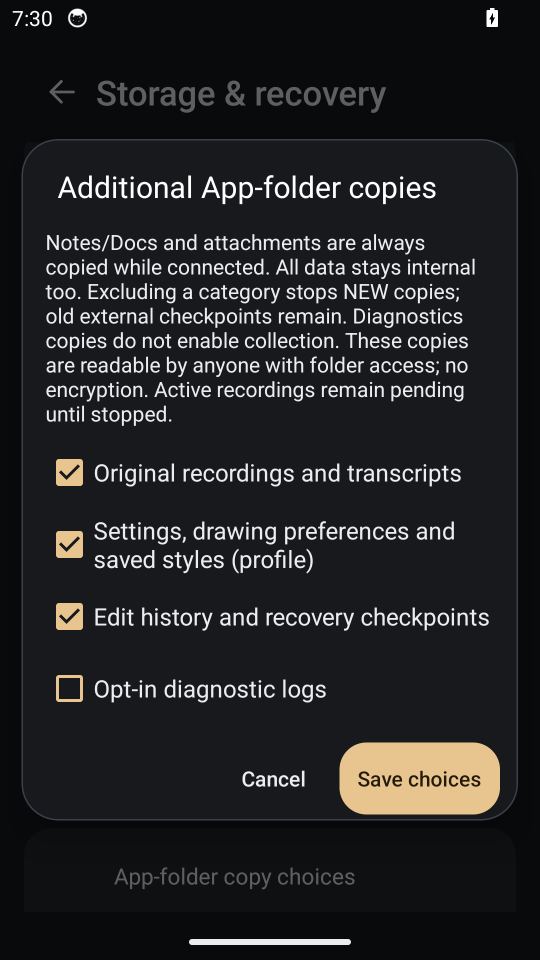 7:30
Storage & recovery
Additional App-folder copies
Notes/Docs and attachments are always
copied while connected. All data stays internal
too. Excluding a category stops NEW copies;
old external checkpoints remain. Diagnostics
copies do not enable collection. These copies
are readable by anyone with folder access; no
encryption. Active recordings remain pending
until stopped.
Original recordings and transcripts
Settings, drawing preferences and
saved styles (profile)
Edit history and recovery checkpoints
Opt-in diagnostic logs
Cancel
Save choices
App-folder copy choices